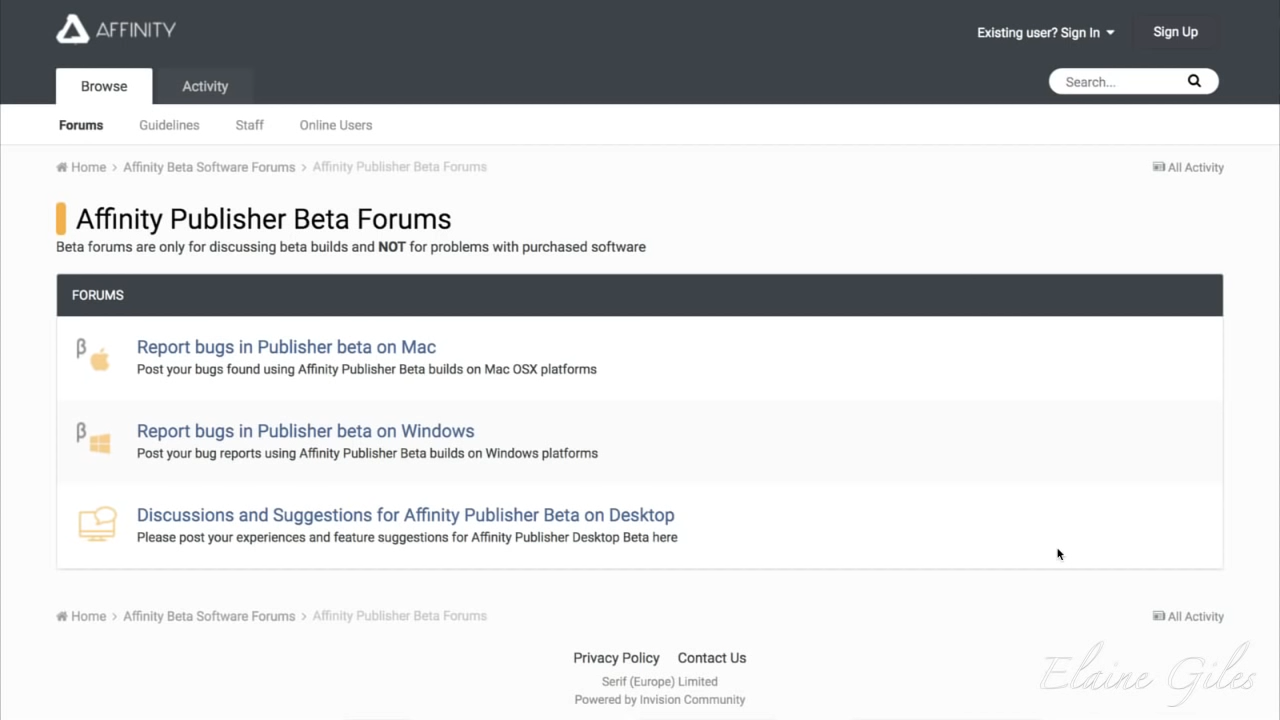 AFFINITY
Existing user? Sign In
Sign Up
Browse
Activity
Search...
Forums
Guidelines
Staff
Online Users
Home > Affinity Beta Software Forums > Affinity Publisher Beta Forums
All Activity
Affinity Publisher Beta Forums
Beta forums are only for discussing beta builds and NOT for problems with purchased software
FORUMS
β
Report bugs in Publisher beta on Mac
Post your bugs found using Affinity Publisher Beta builds on Mac OSX platforms
β
Report bugs in Publisher beta on Windows
Post your bug reports using Affinity Publisher Beta builds on Windows platforms
Discussions and Suggestions for Affinity Publisher Beta on Desktop
Please post your experiences and feature suggestions for Affinity Publisher Desktop Beta here
Home > Affinity Beta Software Forums > Affinity Publisher Beta Forums
All Activity
Privacy Policy
Contact Us
Serif (Europe) Limited
Powered by Invision Community
Elaine Giles